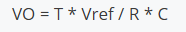 VO = T * Vref / R * C